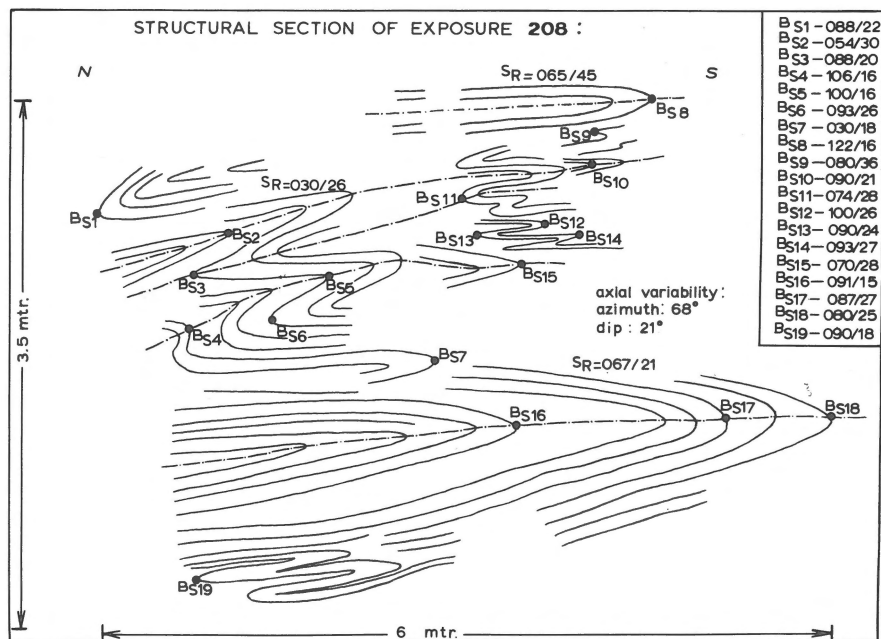 STRUCTURAL SECTION OF EXPOSURE 208:
N
S
SR=065/45
BS8
BS9
BS10
SR=030/26
BS11
BS1
BS2
BS12
BS13
BS14
BS3
BS5
BS15
axial variability:
azimuth: 68°
dip: 21°
BS4
BS6
BS7
SR=067/21
BS16
BS17
BS18
BS19
3.5 mtr.
6 mtr.
BS1-088/22
BS2-054/30
BS3-088/20
BS4-106/16
BS5-100/16
BS6-093/26
BS7-030/18
BS8-122/16
BS9-080/36
BS10-090/21
BS11-074/28
BS12-100/26
BS13-090/24
BS14-093/27
BS15-070/28
BS16-091/15
BS17-087/27
BS18-080/25
BS19-090/18